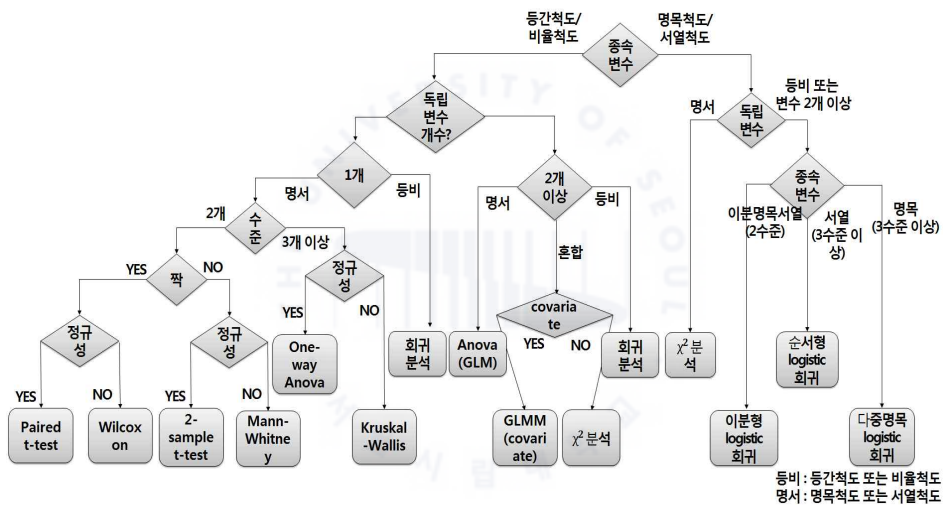 등간척도/
비율척도
명목척도/
서열척도
종속
변수
독립
변수
개수?
명서
독립
변수
등비 또는
변수 2개 이상
1개
명서
등비
2개
이상
명서
등비
종속
변수
이분명목서열
(2수준)
서열
(3수준 이
상)
명목
(3수준 이상)
2개
수
준
3개 이상
혼합
YES
짝
NO
정규
성
YES
NO
covaria
te
YES
NO
정규
성
정규
성
One-
way
Anova
회귀
분석
Anova
(GLM)
회귀
분석
χ² 분
석
순서형
logistic
회귀
YES
NO
YES
NO
Paired
t-test
Wilcox
on
2-
sample
t-test
Mann-
Whitne
y
Kruskal
-Wallis
GLMM
(covari
ate)
χ² 분석
이분형
logistic
회귀
다중명목
logistic
회귀
등비 : 등간척도 또는 비율척도
명서 : 명목척도 또는 서열척도
UNIVERSITY OF SEOUL
서울시립대학교